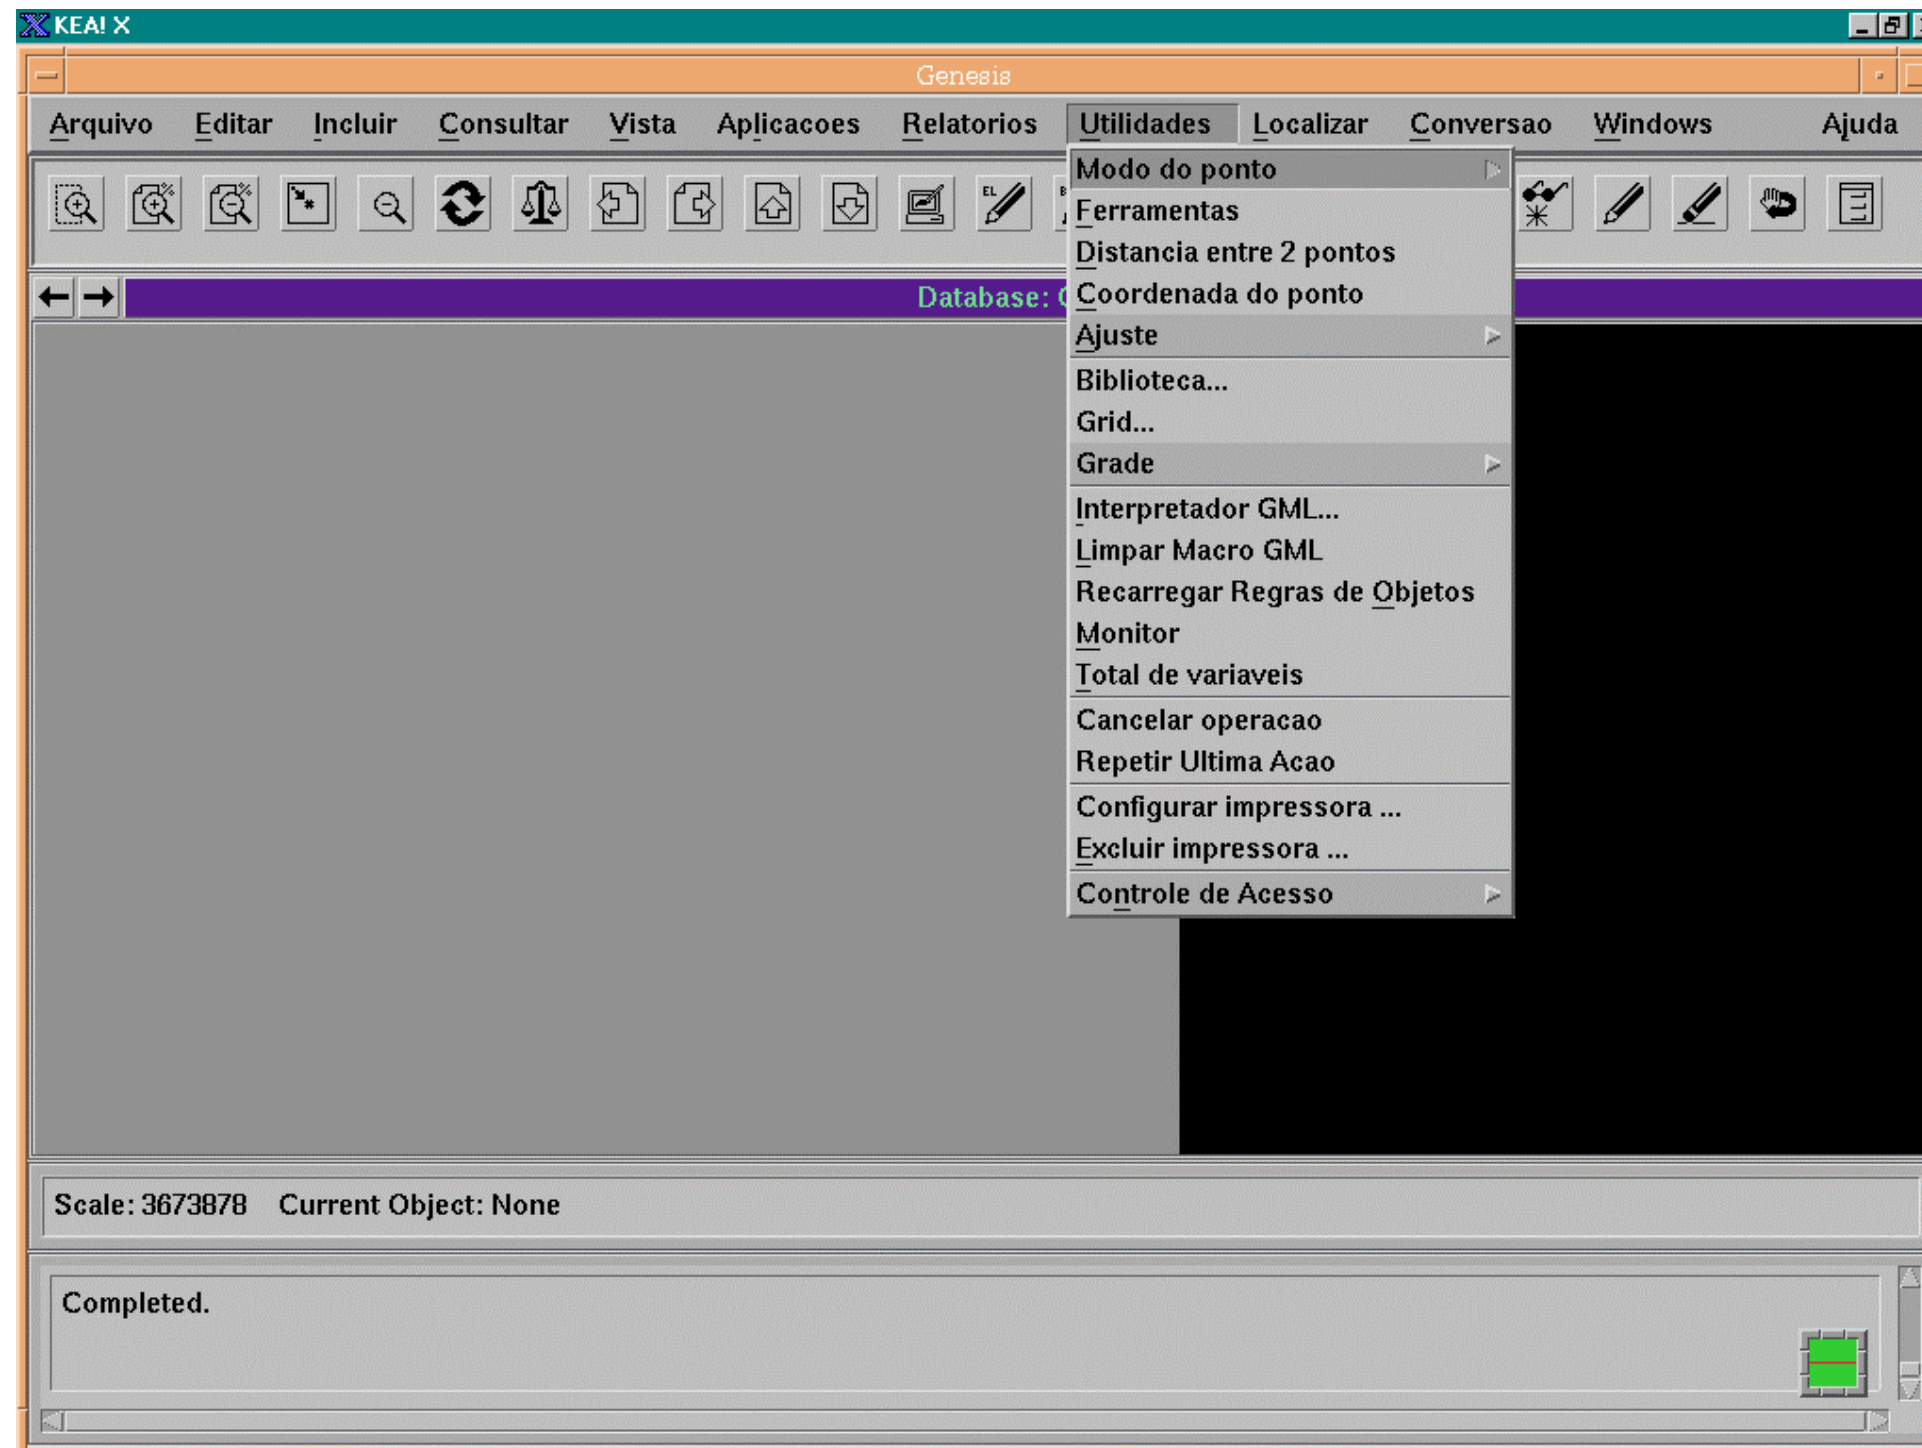 KEA! X
Genesis
Arquivo Editar Incluir Consultar Vista Aplicacoes Relatorios Utilidades Localizar Conversao Windows Ajuda
EL
Database:
Modo do ponto
Ferramentas
Distancia entre 2 pontos
Coordenada do ponto
Ajuste
Biblioteca...
Grid...
Grade
Interpretador GML...
Limpar Macro GML
Recarregar Regras de Objetos
Monitor
Total de variaveis
Cancelar operacao
Repetir Ultima Acao
Configurar impressora ...
Excluir impressora ...
Controle de Acesso
Scale: 3673878 Current Object: None
Completed.